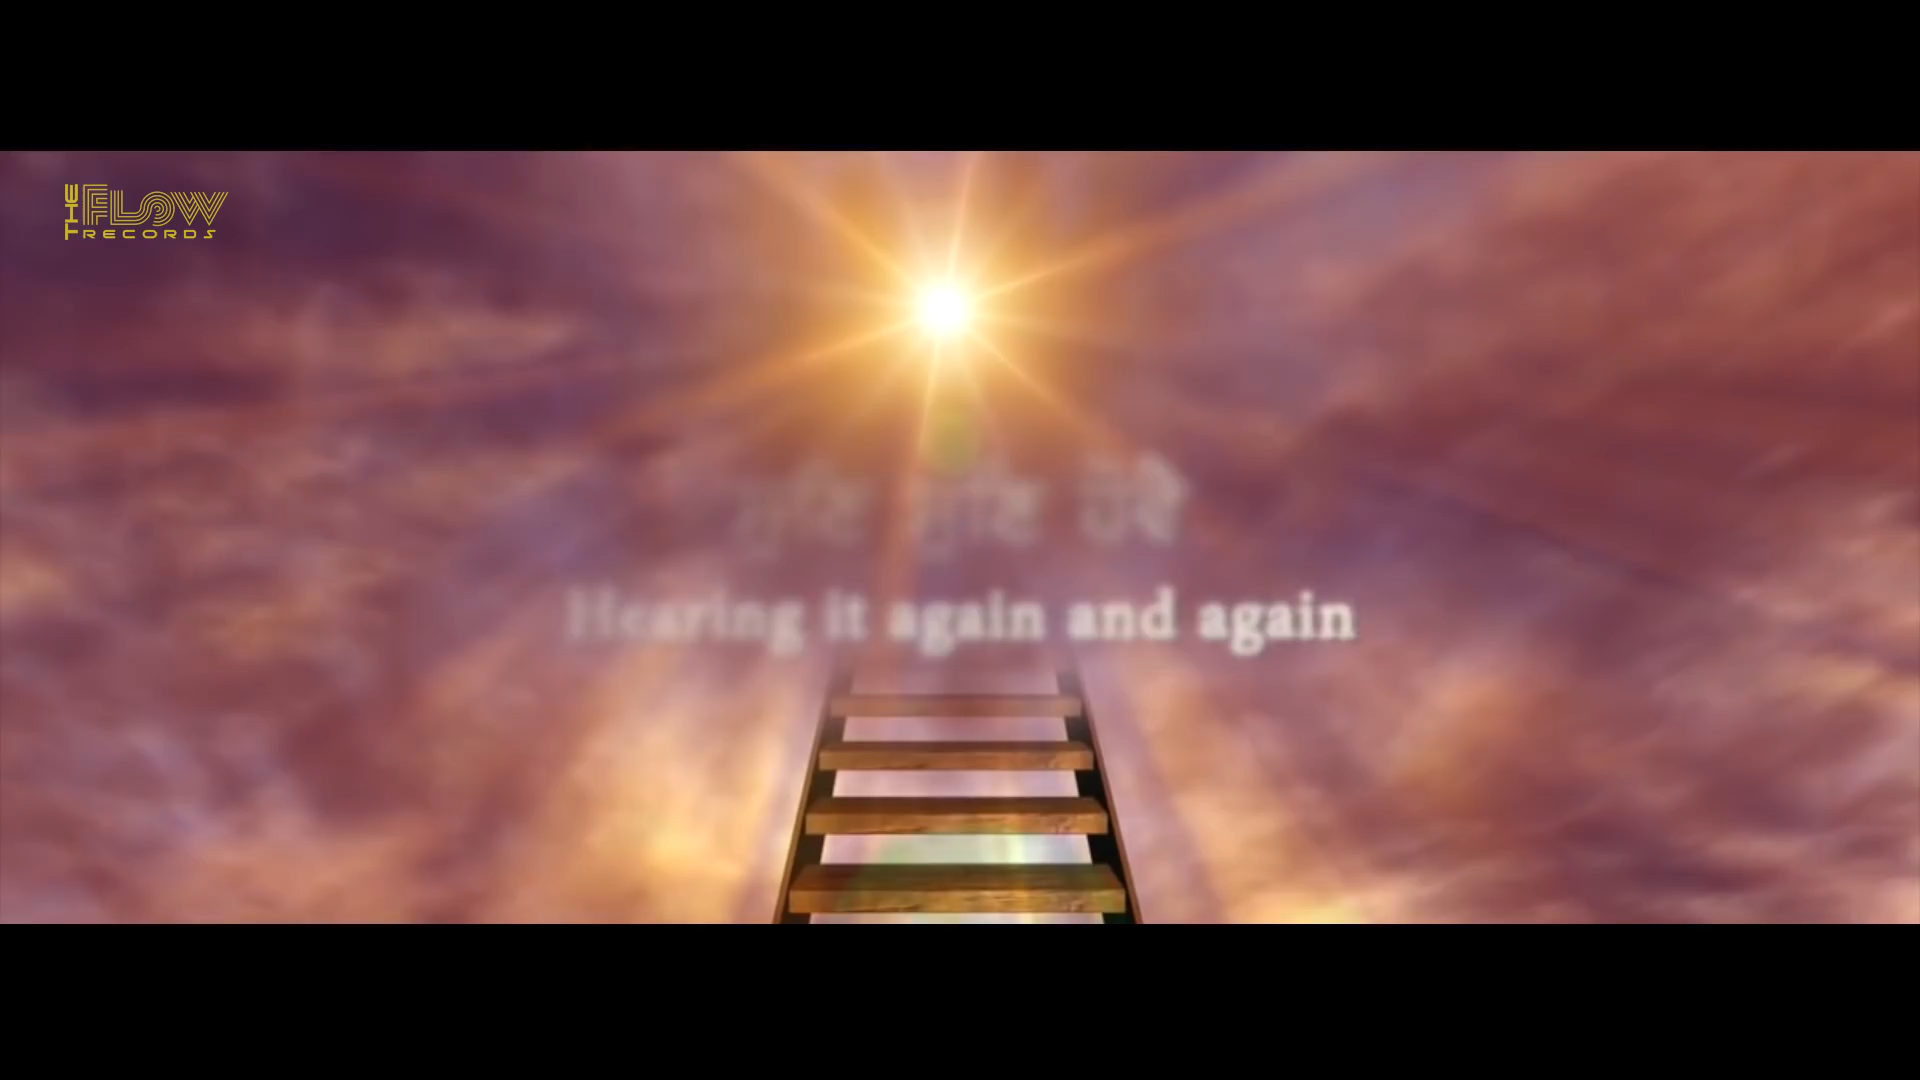 THE FLOW
RECORDS
Hearing it again and again